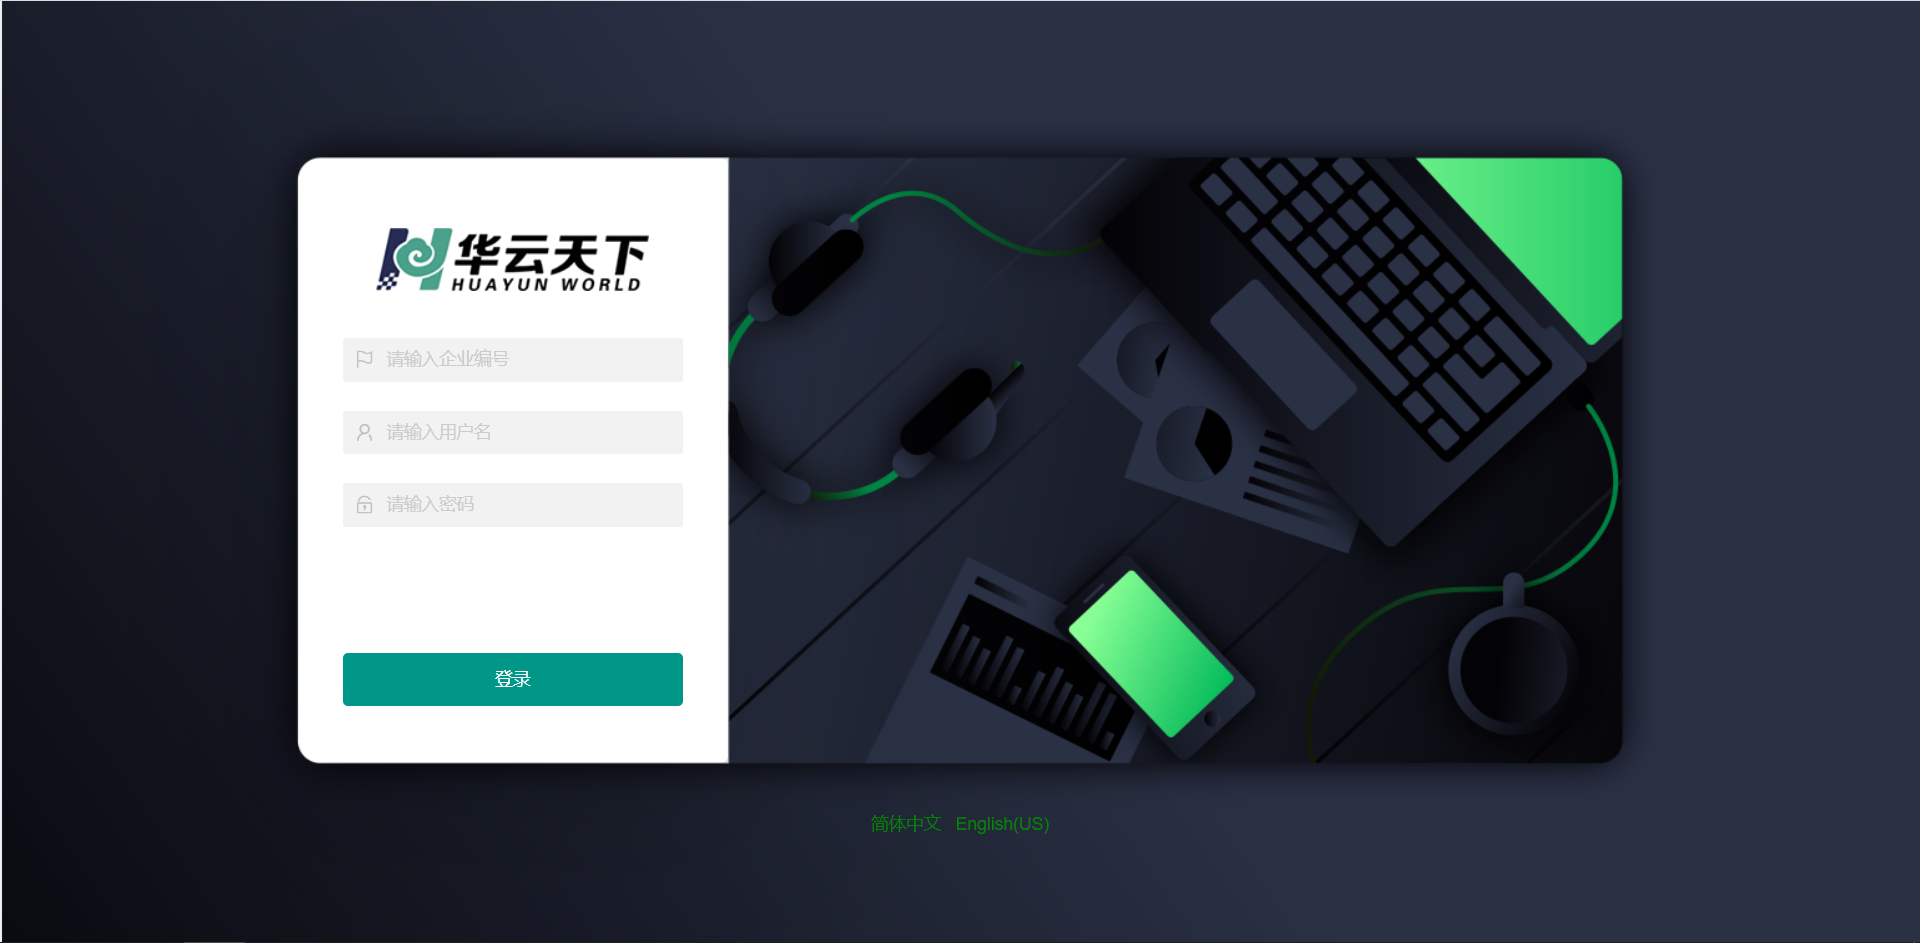 华云天下
HUAYUN WORLD
请输入企业编号
请输入用户名
请输入密码
登录
简体中文 English(US)